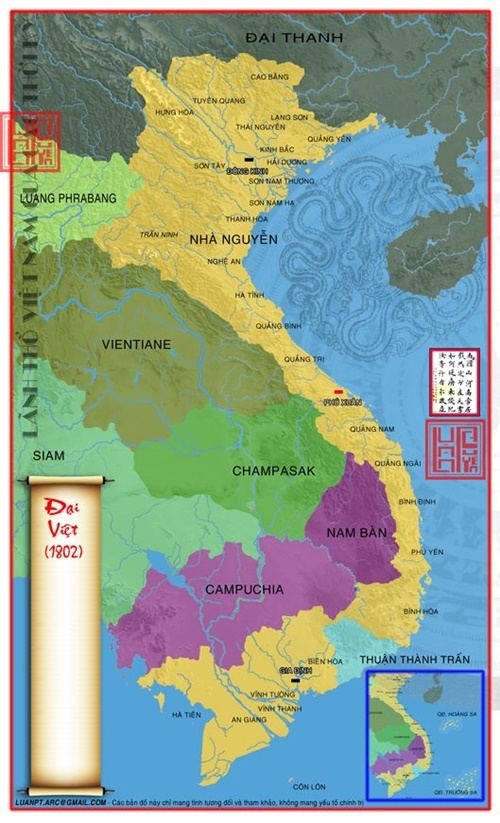 ĐẠI THANH
CAO BẰNG
TUYÊN QUANG
HƯNG HÓA
LẠNG SƠN
THÁI NGUYÊN
QUẢNG YÊN
KINH BẮC
HẢI DƯƠNG
SƠN TÂY
ĐÔNG KINH
SƠN NAM THƯỢNG
LUANG PHRABANG
SƠN NAM HẠ
THANH HÓA
TRẤN NINH
NHÀ NGUYỄN
NGHỆ AN
LÃNH THỔ VIỆT NAM QUA
HÀ TĨNH
QUẢNG BÌNH
VIENTIANE
QUẢNG TRỊ
PHÚ XUÂN
QUẢNG NAM
SIAM
CHAMPASAK
QUẢNG NGÃI
Đại
Việt
(1802)
BÌNH ĐỊNH
NAM BÀN
PHÚ YÊN
CAMPUCHIA
BÌNH HÒA
BIÊN HÒA
THUẬN THÀNH TRẤN
GIA ĐỊNH
VĨNH TƯỜNG
VĨNH THANH
HÀ TIÊN
AN GIANG
QĐ. HOÀNG SA
QĐ. TRƯỜNG SA
CÔN LÔN
LUANPT.ARC@GMAIL.COM - Các bản đồ này chỉ mang tính tương đối và tham khảo, không mang yếu tố chính trị